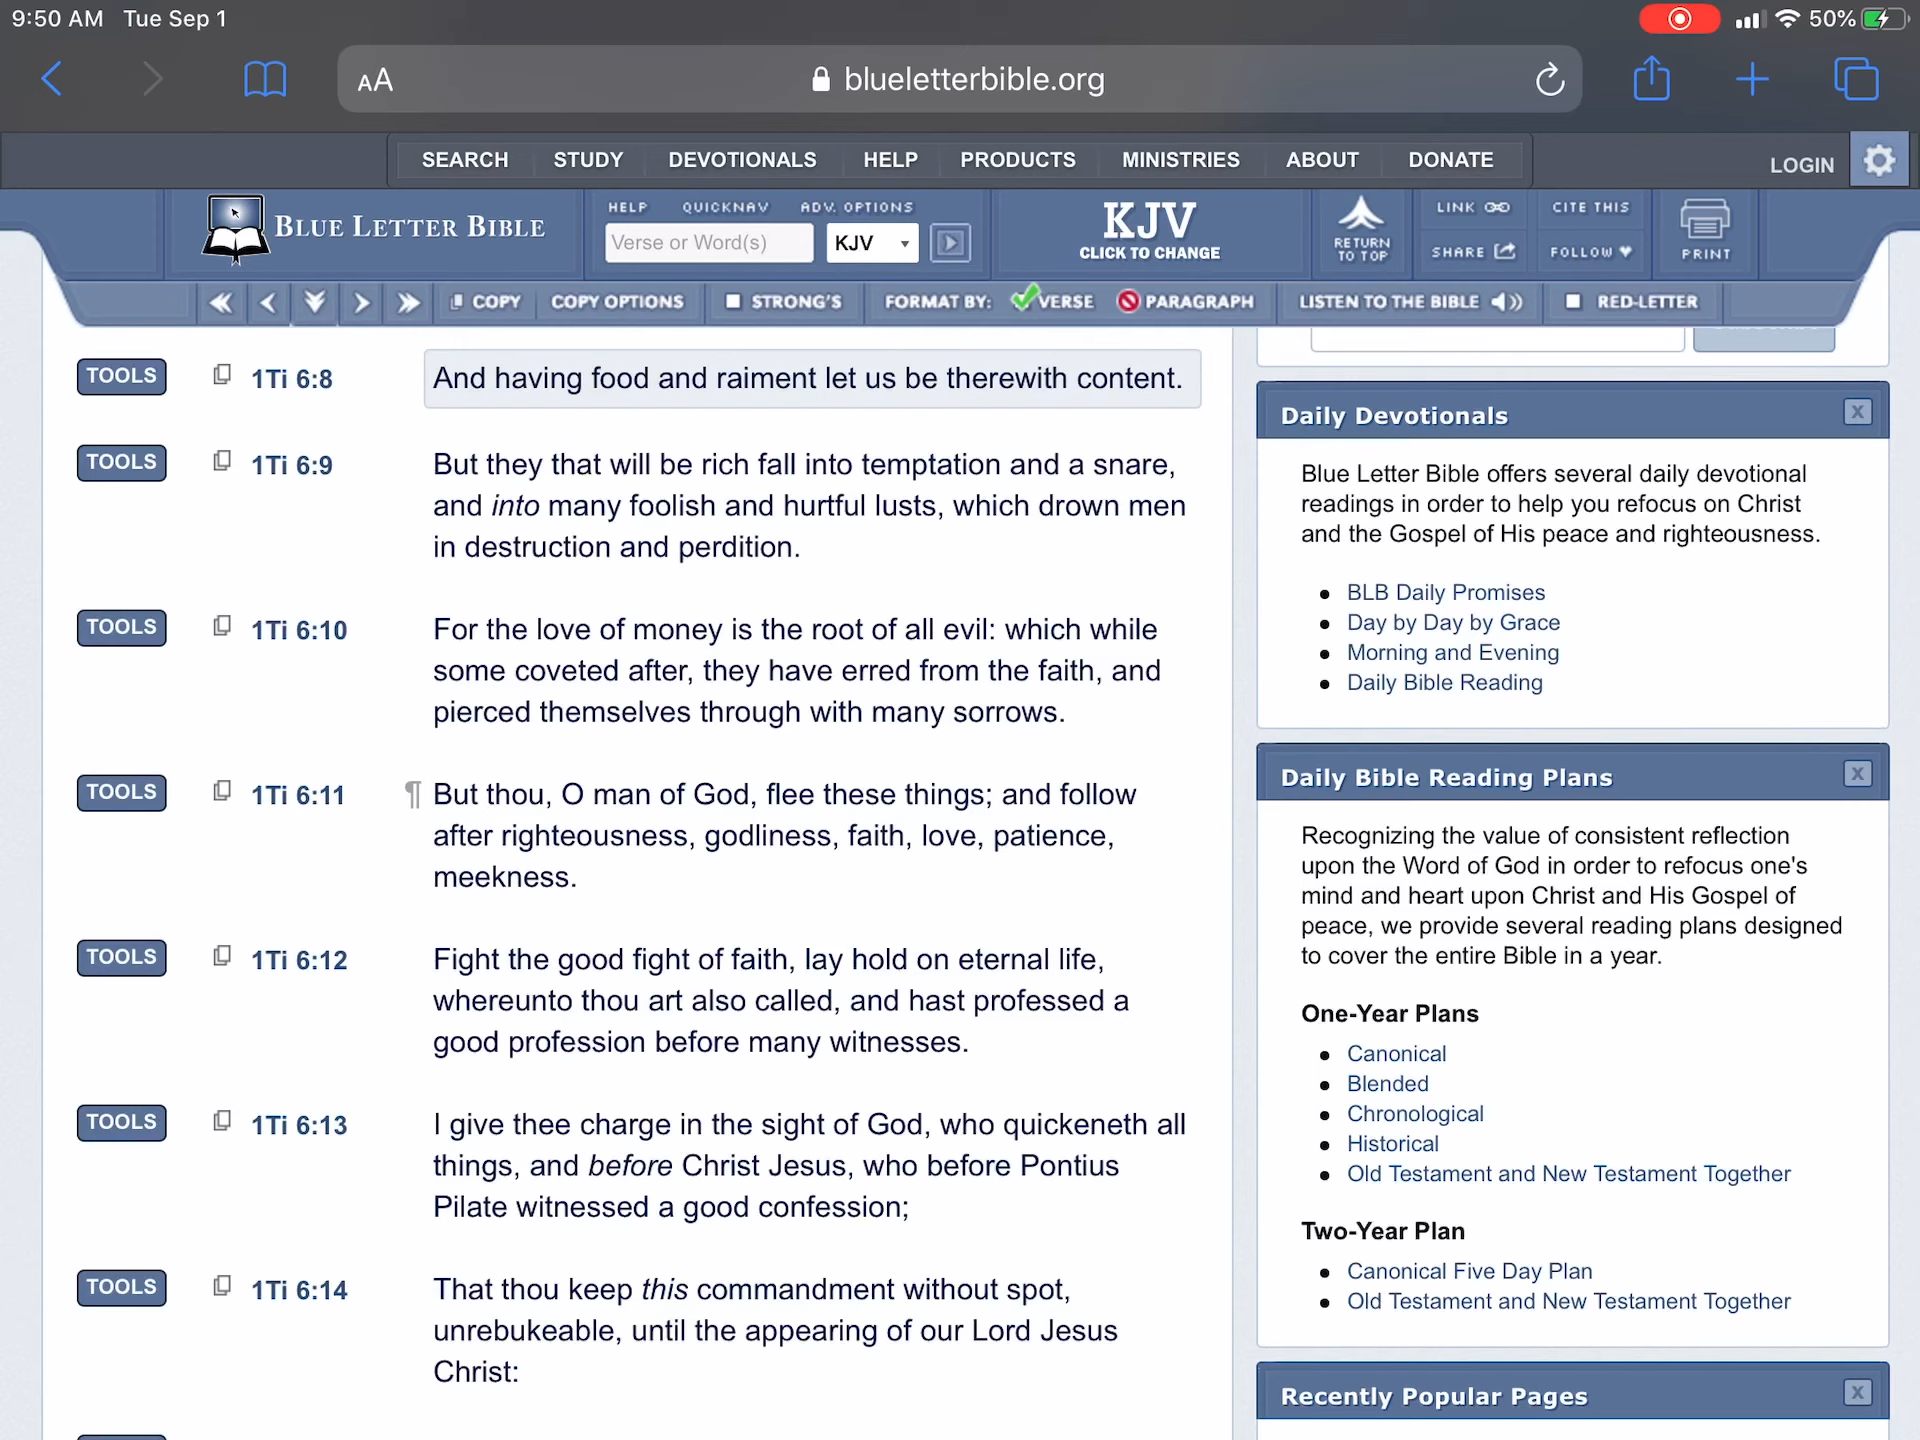 9:50 AM Tue Sep 1
50%
AA
blueletterbible.org
SEARCH STUDY DEVOTIONALS HELP PRODUCTS MINISTRIES ABOUT DONATE
LOGIN
BLUE LETTER BIBLE
HELP QUICKNAV ADV. OPTIONS
Verse or Word(s)
KJV
KJV
CLICK TO CHANGE
RETURN
TO TOP
LINK
SHARE
CITE THIS
FOLLOW
PRINT
COPY COPY OPTIONS STRONG'S FORMAT BY: VERSE PARAGRAPH LISTEN TO THE BIBLE RED-LETTER
TOOLS 1Ti 6:8 And having food and raiment let us be therewith content.
TOOLS 1Ti 6:9 But they that will be rich fall into temptation and a snare,
and into many foolish and hurtful lusts, which drown men
in destruction and perdition.
TOOLS 1Ti 6:10 For the love of money is the root of all evil: which while
some coveted after, they have erred from the faith, and
pierced themselves through with many sorrows.
TOOLS 1Ti 6:11 ¶ But thou, O man of God, flee these things; and follow
after righteousness, godliness, faith, love, patience,
meekness.
TOOLS 1Ti 6:12 Fight the good fight of faith, lay hold on eternal life,
whereunto thou art also called, and hast professed a
good profession before many witnesses.
TOOLS 1Ti 6:13 I give thee charge in the sight of God, who quickeneth all
things, and before Christ Jesus, who before Pontius
Pilate witnessed a good confession;
TOOLS 1Ti 6:14 That thou keep this commandment without spot,
unrebukeable, until the appearing of our Lord Jesus
Christ:
Daily Devotionals
X
Blue Letter Bible offers several daily devotional
readings in order to help you refocus on Christ
and the Gospel of His peace and righteousness.
BLB Daily Promises
Day by Day by Grace
Morning and Evening
Daily Bible Reading
Daily Bible Reading Plans
X
Recognizing the value of consistent reflection
upon the Word of God in order to refocus one's
mind and heart upon Christ and His Gospel of
peace, we provide several reading plans designed
to cover the entire Bible in a year.
One-Year Plans
Canonical
Blended
Chronological
Historical
Old Testament and New Testament Together
Two-Year Plan
Canonical Five Day Plan
Old Testament and New Testament Together
Recently Popular Pages
X